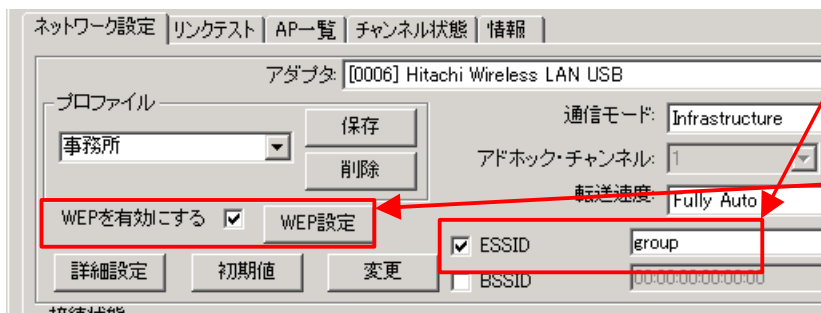 ネットワーク設定 リンクテスト AP一覧 チャンネル状態 情報
アダプタ: [0006] Hitachi Wireless LAN USB
プロファイル
事務所
保存
削除
通信モード: Infrastructure
アドホック・チャンネル: 1
転送速度: Fully Auto
WEPを有効にする WEP設定
ESSID group
詳細設定 初期値 変更
BSSID 00:00:00:00:00:00
接続状態